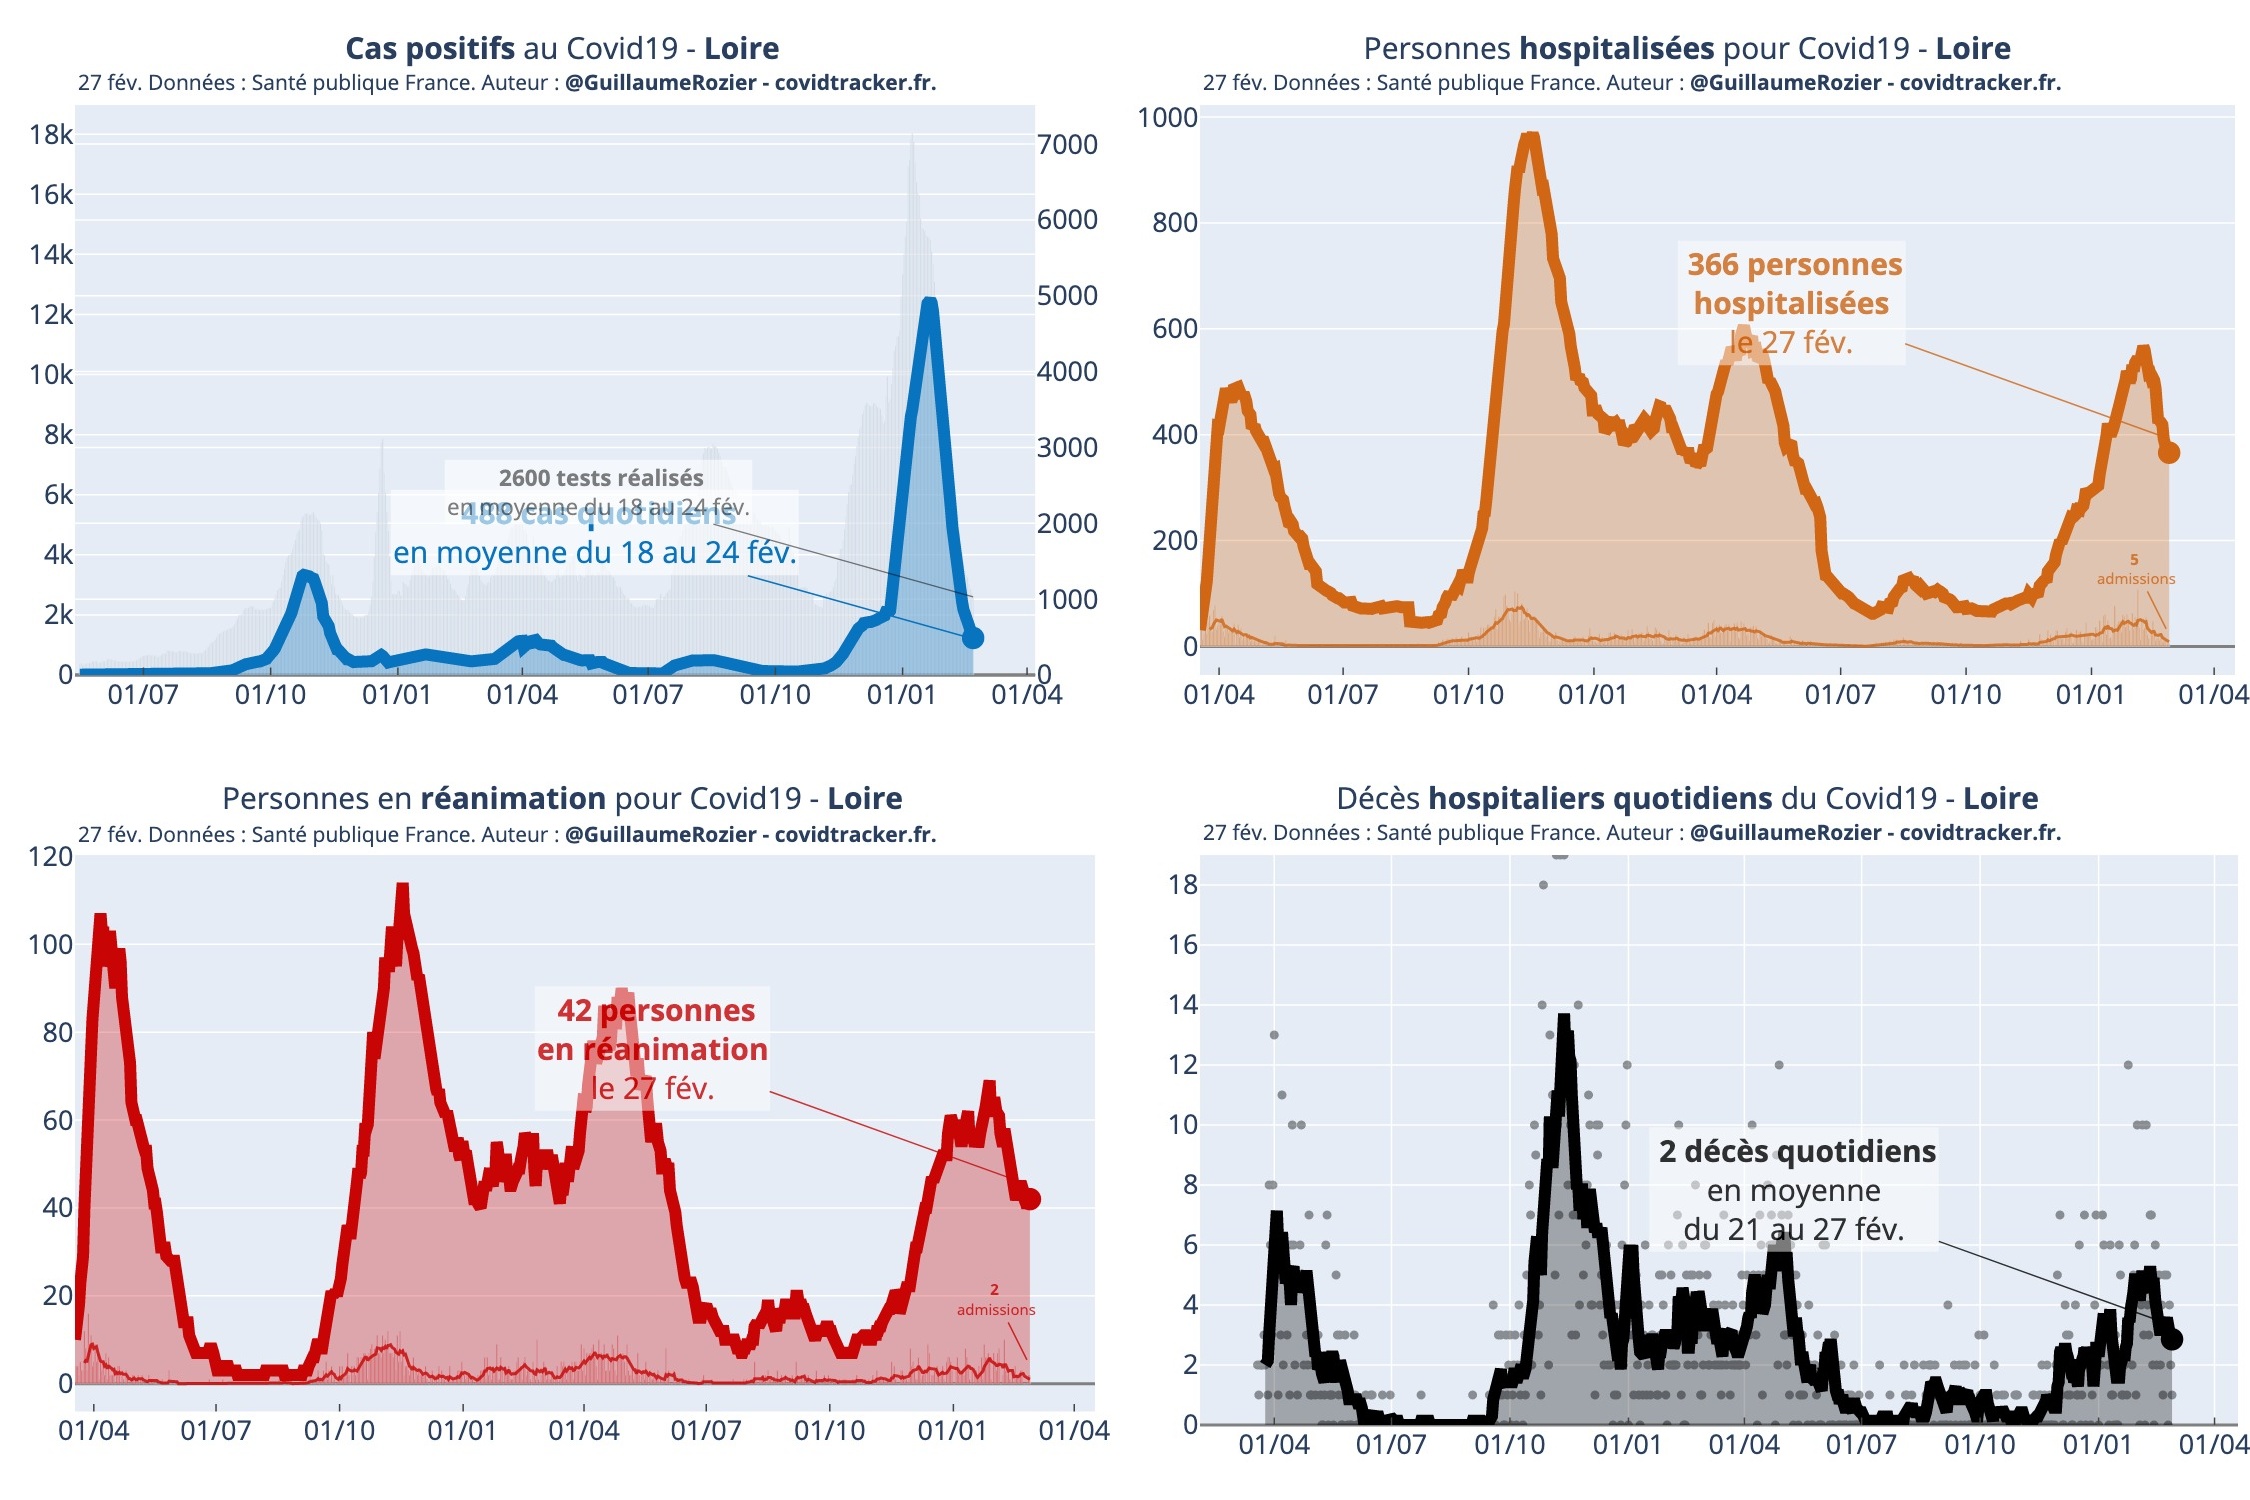 Cas positifs au Covid19 - Loire
27 fév. Données : Santé publique France. Auteur : @GuillaumeRozier - covidtracker.fr.
18k
16k
14k
12k
10k
8k
6k
4k
2k
0
7000
6000
5000
4000
3000
2000
1000
0
2600 tests réalisés
en moyenne du 18 au 24 fév.
488 cas quotidiens
en moyenne du 18 au 24 fév.
01/07 01/10 01/01 01/04 01/07 01/10 01/01 01/04
Personnes hospitalisées pour Covid19 - Loire
27 fév. Données : Santé publique France. Auteur : @GuillaumeRozier - covidtracker.fr.
1000
800
600
400
200
0
366 personnes
hospitalisées
le 27 fév.
5
admissions
01/04 01/07 01/10 01/01 01/04 01/07 01/10 01/01 01/04
Personnes en réanimation pour Covid19 - Loire
27 fév. Données : Santé publique France. Auteur : @GuillaumeRozier - covidtracker.fr.
120
100
80
60
40
20
0
42 personnes
en réanimation
le 27 fév.
2
admissions
01/04 01/07 01/10 01/01 01/04 01/07 01/10 01/01 01/04
Décès hospitaliers quotidiens du Covid19 - Loire
27 fév. Données : Santé publique France. Auteur : @GuillaumeRozier - covidtracker.fr.
18
16
14
12
10
8
6
4
2
0
2 décès quotidiens
en moyenne
du 21 au 27 fév.
01/04 01/07 01/10 01/01 01/04 01/07 01/10 01/01 01/04